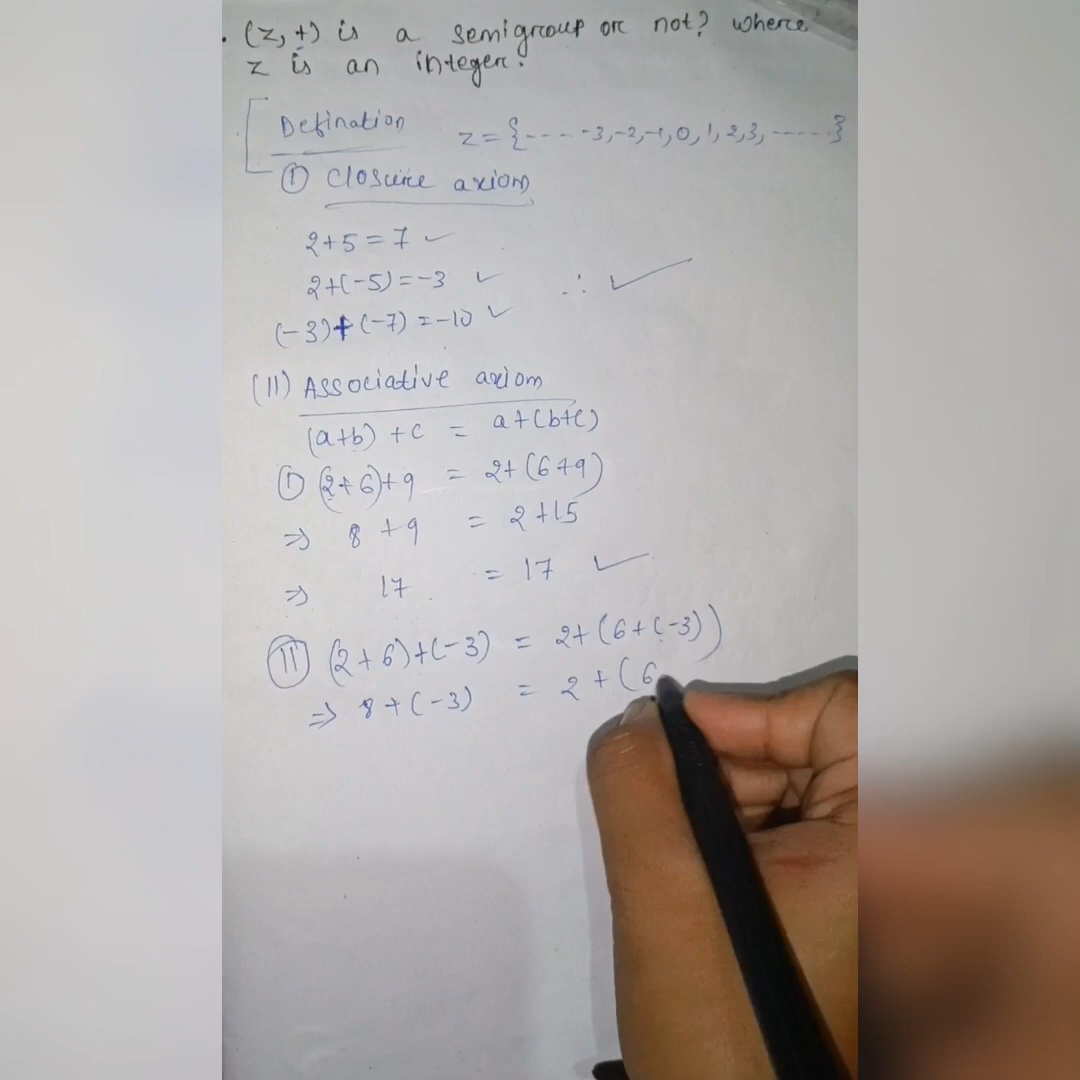 . (z, +) is a semigroup or not? where
z is an integer.
Defination z = {---- -3, -2, -1, 0, 1, 2, 3, -----}
① closure axiom
2+5 = 7 ✓
2+(-5) = -3 ✓ ∴ ✓
(-3)+(-7) = -10 ✓
(II) Associative axiom
(a+b) + c = a+(b+c)
① (2+6)+9 = 2+(6+9)
⇒ 8 +9 = 2+15
⇒ 17 = 17 ✓
Ⅱ (2+6)+(-3) = 2+(6+(-3))
⇒ 8+(-3) = 2+(6